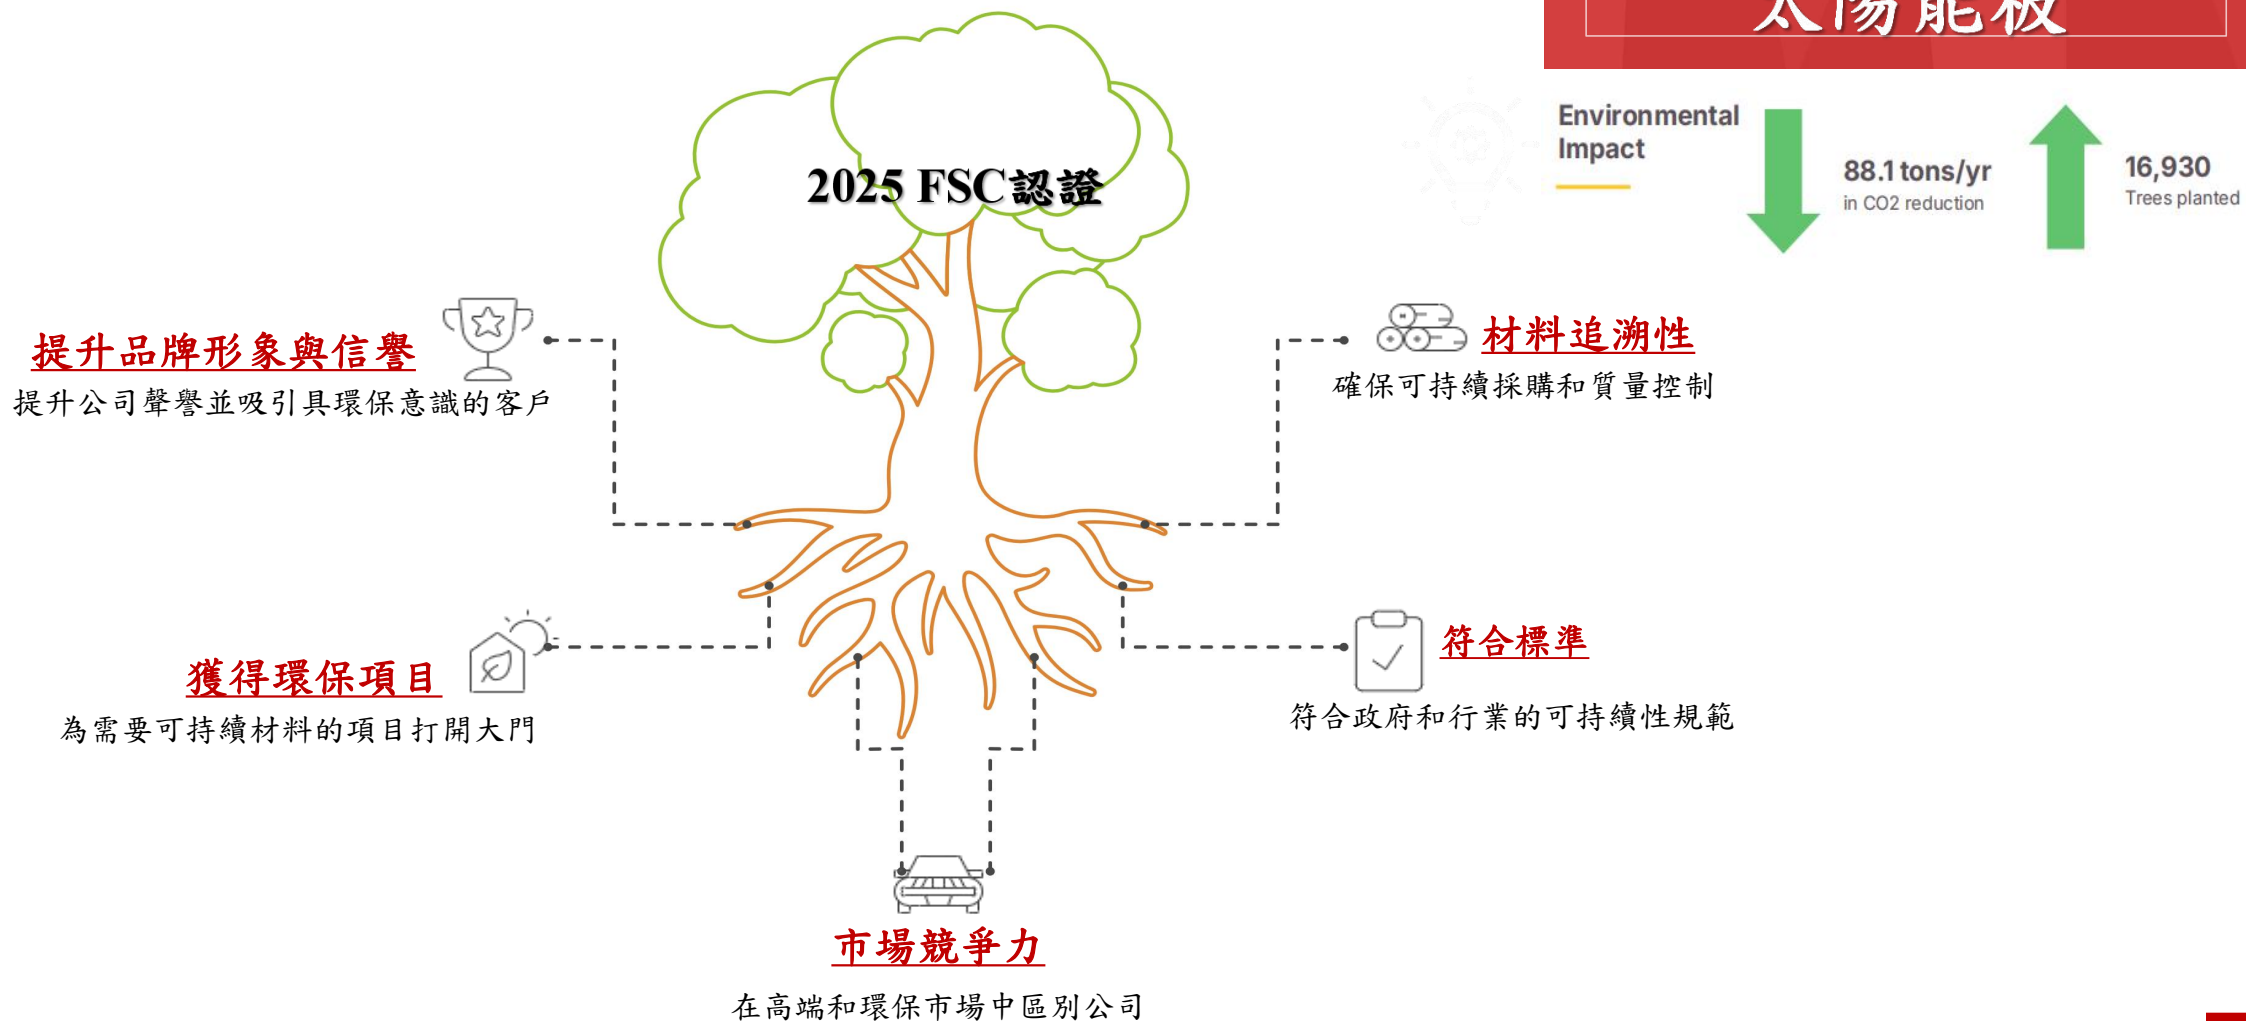 太陽能板
Environmental
Impact
88.1 tons/yr
in CO2 reduction
16,930
Trees planted
2025 FSC認證
提升品牌形象與信譽
提升公司聲譽並吸引具環保意識的客戶
材料追溯性
確保可持續採購和質量控制
獲得環保項目
為需要可持續材料的項目打開大門
符合標準
符合政府和行業的可持續性規範
市場競爭力
在高端和環保市場中區別公司